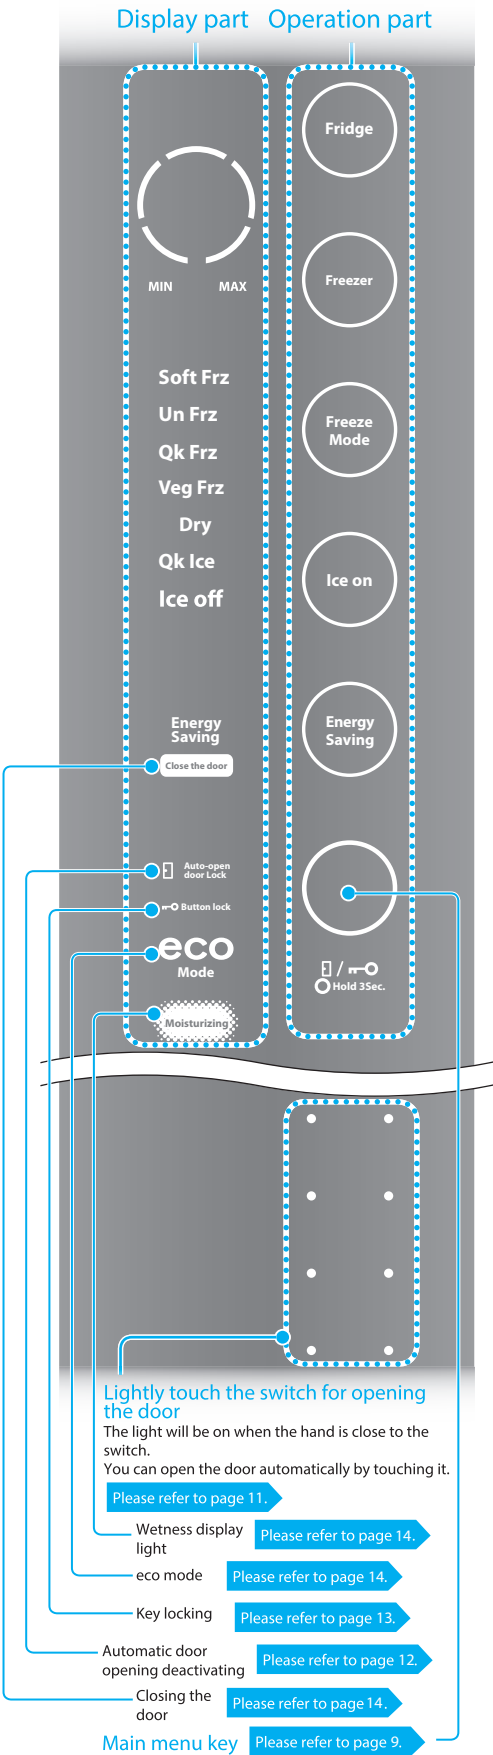 Display part
Operation part
Fridge
MIN
MAX
Freezer
Soft Frz
Un Frz
Qk Frz
Veg Frz
Dry
Qk Ice
Ice off
Freeze
Mode
Ice on
Energy
Saving
Close the door
Energy
Saving
Auto-open
door Lock
Button lock
eco
Mode
Moisturizing
/
Hold 3Sec.
Lightly touch the switch for opening
the door
The light will be on when the hand is close to the
switch.
You can open the door automatically by touching it.
Please refer to page 11.
Wetness display
light
Please refer to page 14.
eco mode
Please refer to page 14.
Key locking
Please refer to page 13.
Automatic door
opening deactivating
Please refer to page 12.
Closing the
door
Please refer to page 14.
Main menu key
Please refer to page 9.